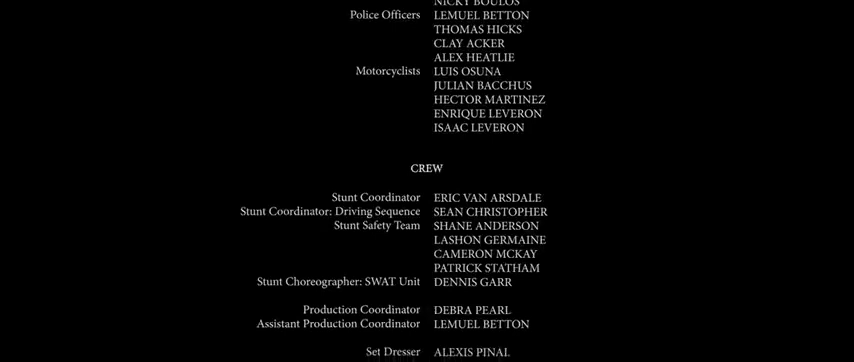 NICKY BOULOS
Police Officers LEMUEL BETTON
THOMAS HICKS
CLAY ACKER
ALEX HEATLIE
Motorcyclists LUIS OSUNA
JULIAN BACCHUS
HECTOR MARTINEZ
ENRIQUE LEVERON
ISAAC LEVERON
CREW
Stunt Coordinator ERIC VAN ARSDALE
Stunt Coordinator: Driving Sequence SEAN CHRISTOPHER
Stunt Safety Team SHANE ANDERSON
LASHON GERMAINE
CAMERON MCKAY
PATRICK STATHAM
Stunt Choreographer: SWAT Unit DENNIS GARR
Production Coordinator DEBRA PEARL
Assistant Production Coordinator LEMUEL BETTON
Set Dresser ALEXIS PINAL